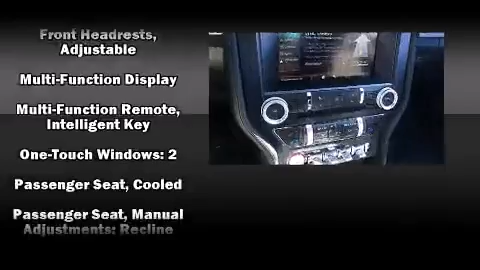 Front Headrests,
Adjustable
Multi-Function Display
Multi-Function Remote,
Intelligent Key
One-Touch Windows: 2
Passenger Seat, Cooled
Passenger Seat, Manual
Adjustments: Recline